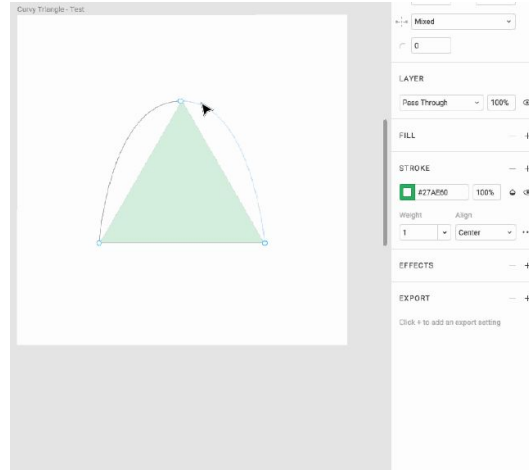 Curvy Triangle - Test
Mixed
0
LAYER
Pass Through 100%
FILL
STROKE
#27AE60 100%
Weight Align
1 Center
EFFECTS
EXPORT
Click + to add an export setting